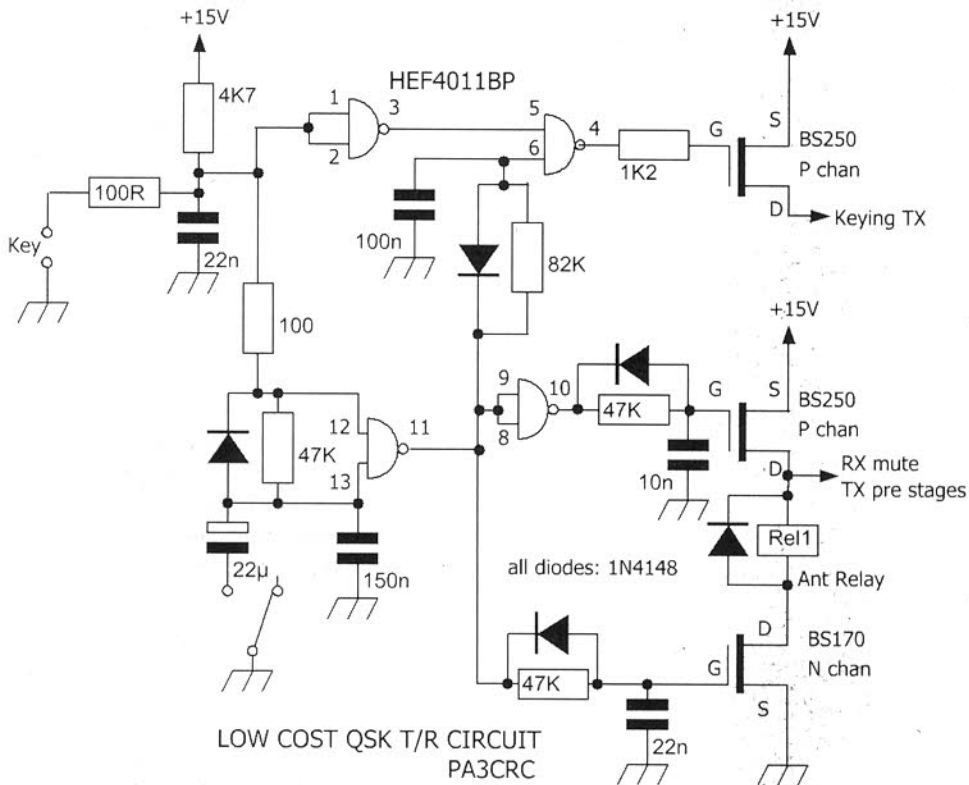 +15V
+15V
HEF4011BP
4K7
1
3
2
5
4
6
1K2
G
S
BS250
P chan
D
Keying TX
100R
Key
22n
100n
82K
100
+15V
9
10
8
47K
G
S
BS250
P chan
12
11
13
47K
D
RX mute
TX pre stages
10n
Rel1
22µ
150n
all diodes: 1N4148
Ant Relay
D
BS170
N chan
G
47K
S
22n
LOW COST QSK T/R CIRCUIT
PA3CRC